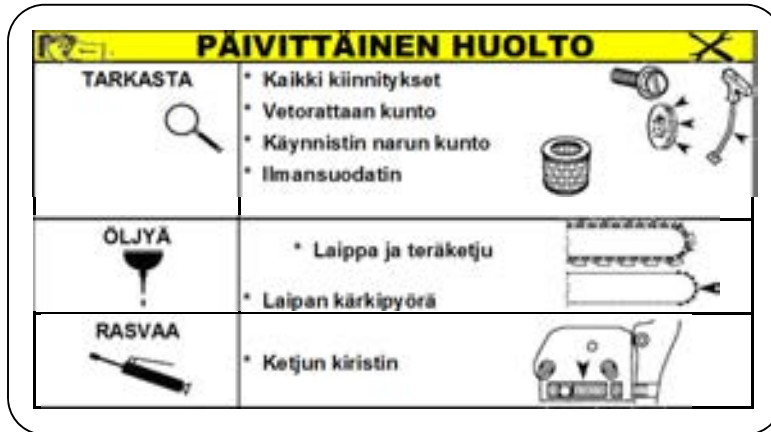 PÄIVITTÄINEN HUOLTO
TARKASTA
* Kaikki kiinnitykset
* Vetorattaan kunto
* Käynnistin narun kunto
* Ilmansuodatin
ÖLJYÄ
* Laippa ja teräketju
* Laipan kärkipyörä
RASVAA
* Ketjun kiristin